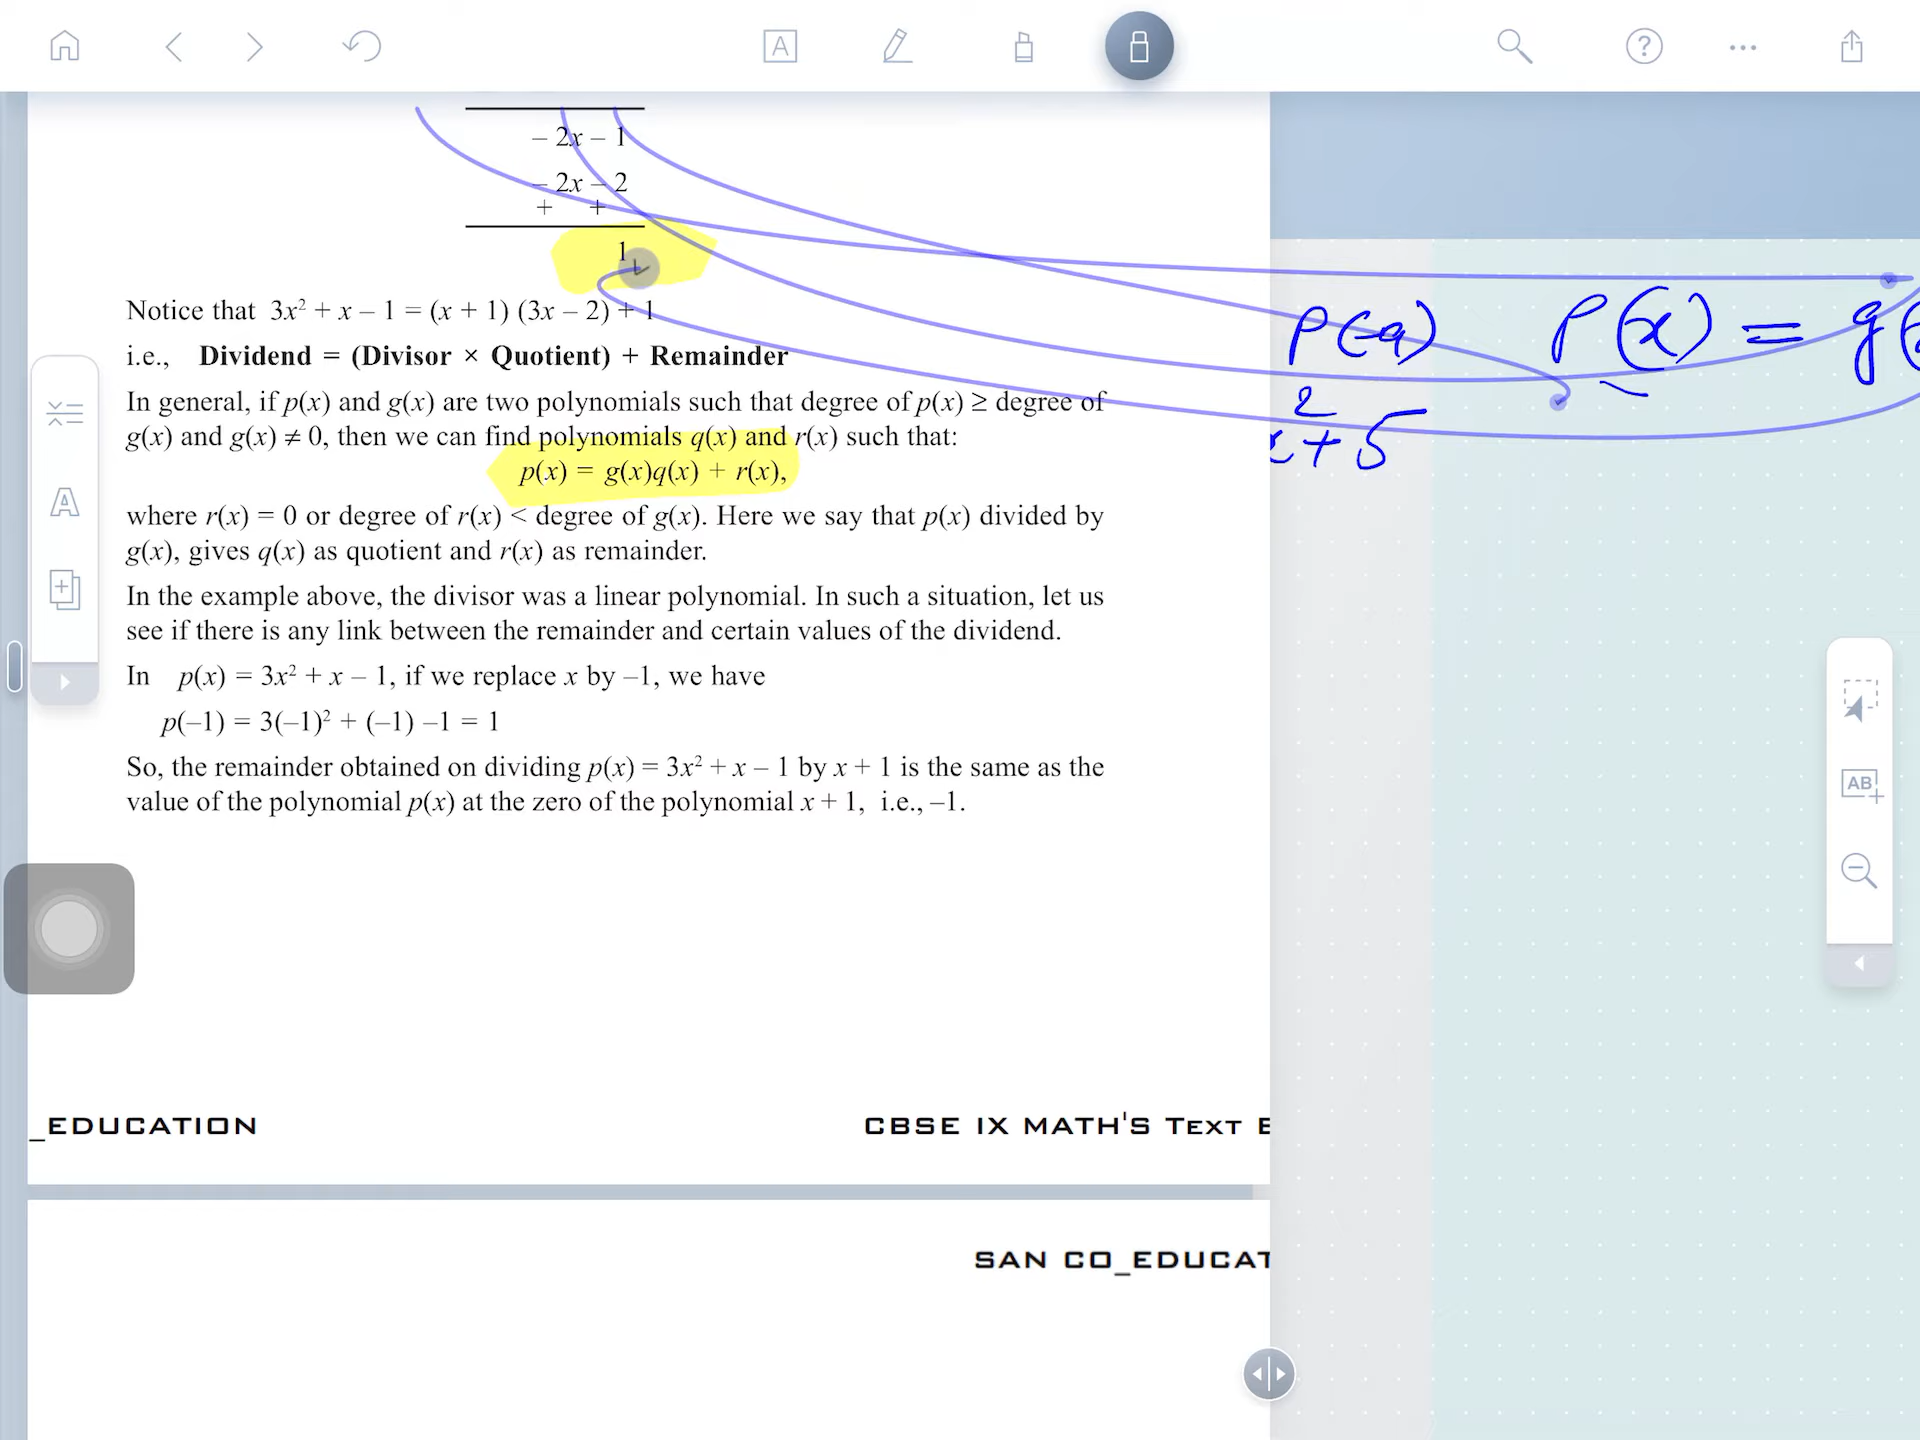 – 2x – 1
– 2x – 2
+ +
1
Notice that 3x² + x – 1 = (x + 1) (3x – 2) + 1
i.e., Dividend = (Divisor × Quotient) + Remainder
In general, if p(x) and g(x) are two polynomials such that degree of p(x) ≥ degree of
g(x) and g(x) ≠ 0, then we can find polynomials q(x) and r(x) such that:
p(x) = g(x)q(x) + r(x),
where r(x) = 0 or degree of r(x) < degree of g(x). Here we say that p(x) divided by
g(x), gives q(x) as quotient and r(x) as remainder.
In the example above, the divisor was a linear polynomial. In such a situation, let us
see if there is any link between the remainder and certain values of the dividend.
In p(x) = 3x² + x – 1, if we replace x by –1, we have
p(–1) = 3(–1)² + (–1) –1 = 1
So, the remainder obtained on dividing p(x) = 3x² + x – 1 by x + 1 is the same as the
value of the polynomial p(x) at the zero of the polynomial x + 1, i.e., –1.
_EDUCATION
CBSE IX MATH'S TEXT
SAN CO_EDUCAT
P(-a) P(x) = g(
2
x + 5
A
A
AB